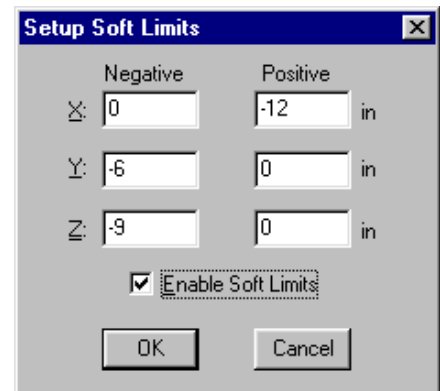 Setup Soft Limits
Negative Positive
X: 0 -12 in
Y: -6 0 in
Z: -9 0 in
Enable Soft Limits
OK Cancel